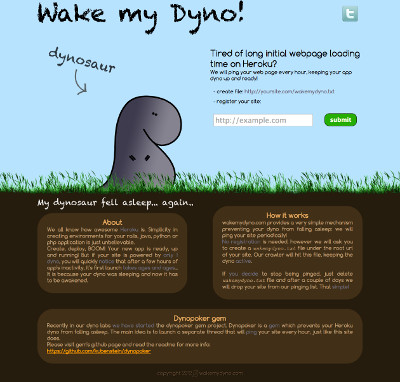 Wake my Dyno!
dynosaur
Tired of long initial webpage loading
time on Heroku?
We will ping your web page every hour, keeping your app
dyno up and ready!
- create file: http://yoursite.com/wakemydyno.txt
- register your site:
http://example.com
submit
My dynosaur fell asleep... again..
About
We all know how awesome Heroku is. Simplicity in
creating environments for your rails, java, python or
php application is just unbelievable.
Create, deploy, BOOM! Your new app is ready, up
and running! But if your site is powered by only 1
dyno, you will quickly notice that after a few hours of
apple inactivity, it's first launch takes ages and ages...
It is because your dyno was sleeping and now it has
to be awakened.
How it works
wakemydyno.com provides a very simple mechanism
preventing your dyno from falling asleep: we will
ping your site periodically!
No registration is needed, however we will ask you
to create a wakemydyno.txt file under the root url
of your site. Our crawler will hit this file, keeping the
dyno active.
If you decide to stop being pinged, just delete
wakemydyno.txt file and after a couple of days we
will drop your site from our pinging list. That simple!
Dynopoker gem
Recently in our dyno labs we have started the dynopoker gem project. Dynopoker is a gem which prevents your Heroku
dyno from falling asleep. The main idea is to launch a separate thread that will ping your site every hour, just like this site
does.
Please visit gem's github page and read the readme for more info:
https://github.com/kubenstein/dynopoker